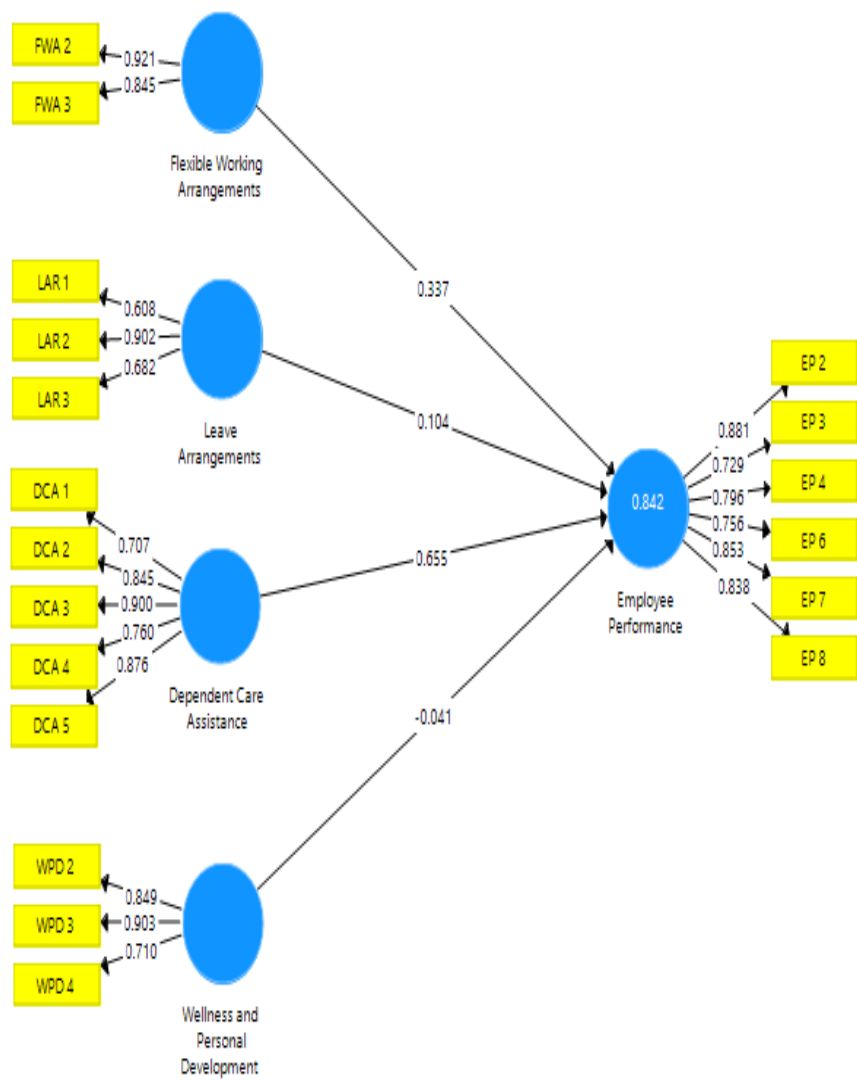 FWA 2
0.921
0.845
FWA 3
Flexible Working
Arrangements
0.337
LAR 1
0.608
LAR 2
0.902
0.682
LAR 3
Leave
Arrangements
0.104
DCA 1
0.707
DCA 2
0.845
DCA 3
0.900
0.760
DCA 4
0.876
DCA 5
Dependent Care
Assistance
0.655
WPD 2
0.849
WPD 3
0.903
0.710
WPD 4
Wellness and
Personal
Development
-0.041
0.842
Employee
Performance
EP 2
0.881
EP 3
0.729
0.796
EP 4
0.756
EP 6
0.853
0.838
EP 7
EP 8